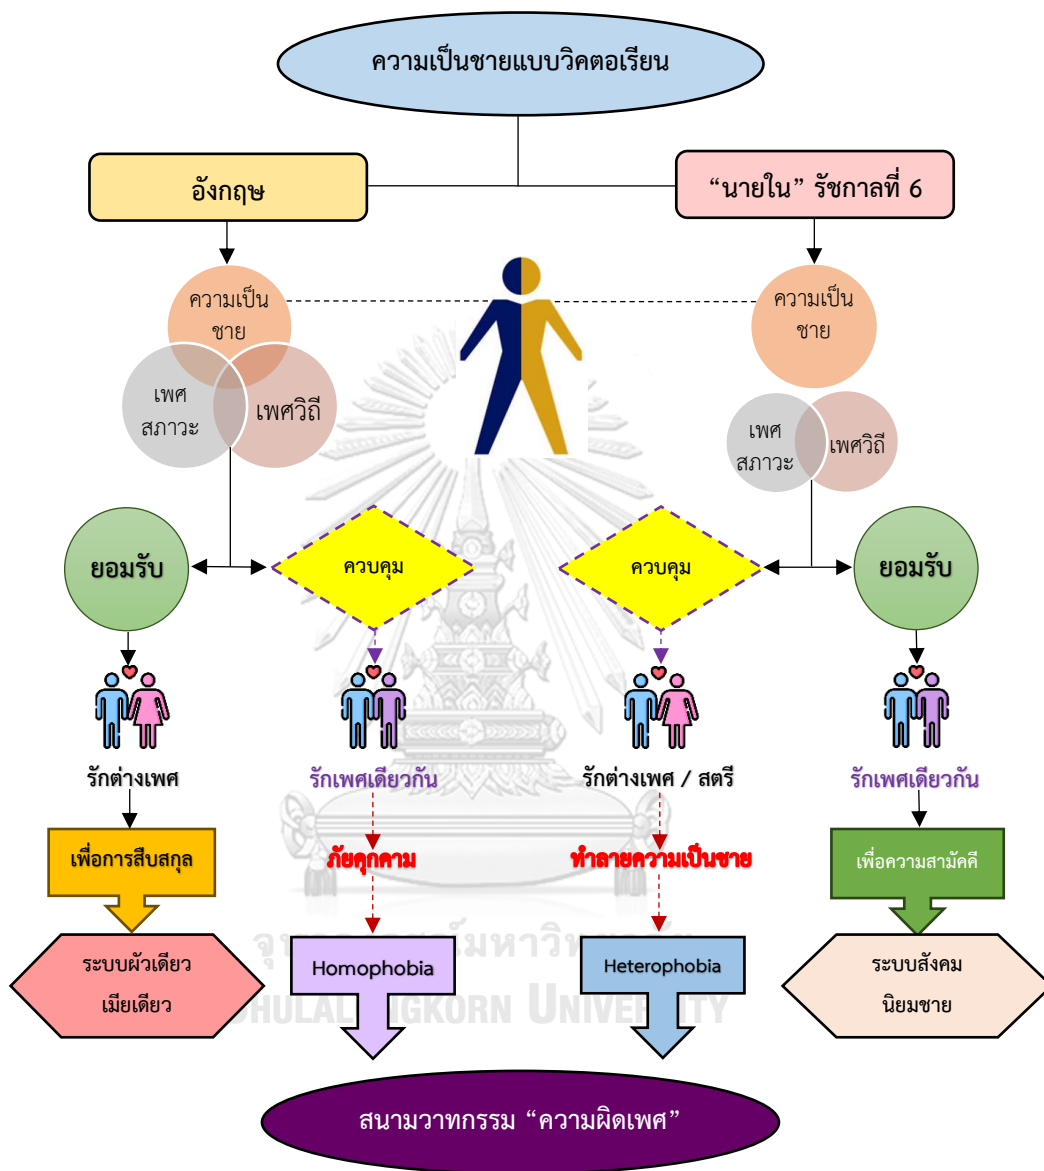 ความเป็นชายแบบวิคตอเรียน
อังกฤษ
“นายใน” รัชกาลที่ 6
ความเป็น
ชาย
เพศ
สภาวะ
เพศวิถี
ความเป็น
ชาย
เพศ
สภาวะ
เพศวิถี
ยอมรับ
ควบคุม
ควบคุม
ยอมรับ
รักต่างเพศ
รักเพศเดียวกัน
รักต่างเพศ / สตรี
รักเพศเดียวกัน
เพื่อการสืบสกุล
ภัยคุกคาม
ทำลายความเป็นชาย
เพื่อความสามัคคี
ระบบผัวเดียว
เมียเดียว
Homophobia
Heterophobia
ระบบสังคม
นิยมชาย
UNIVERSITY
สนามวาทกรรม “ความผิดเพศ”